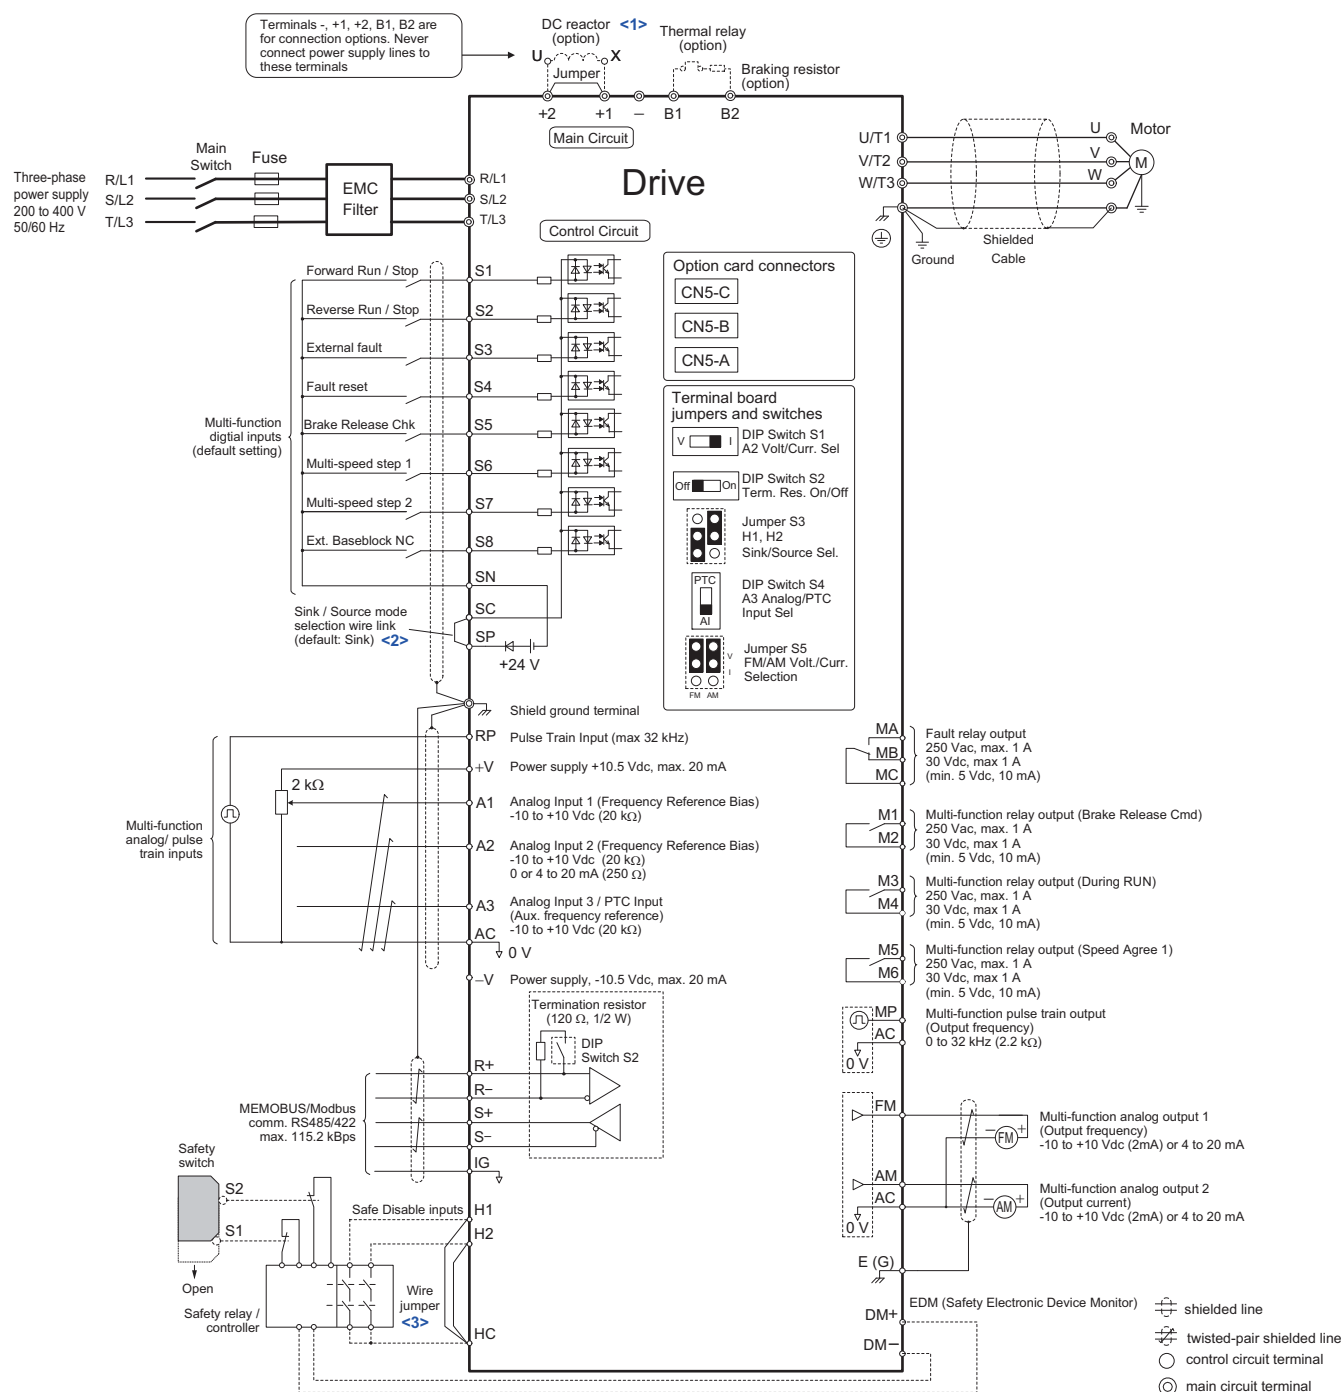 Terminals -, +1, +2, B1, B2 are
for connection options. Never
connect power supply lines to
these terminals
DC reactor <1>
(option)
U X
Jumper
Thermal relay
(option)
Braking resistor
(option)
+2 +1 – B1 B2
Main Circuit
Three-phase
power supply
200 to 400 V
50/60 Hz
R/L1
S/L2
T/L3
Main
Switch
Fuse
EMC
Filter
R/L1
S/L2
T/L3
Drive
U/T1
V/T2
W/T3
U
V
W
Motor
M
Ground
Shielded
Cable
Control Circuit
Multi-function
digtial inputs
(default setting)
Forward Run / Stop S1
Reverse Run / Stop S2
External fault S3
Fault reset S4
Brake Release Chk S5
Multi-speed step 1 S6
Multi-speed step 2 S7
Ext. Baseblock NC S8
SN
SC
SP
+24 V
Sink / Source mode
selection wire link
(default: Sink) <2>
Option card connectors
CN5-C
CN5-B
CN5-A
Terminal board
jumpers and switches
V I
DIP Switch S1
A2 Volt/Curr. Sel
Off On
DIP Switch S2
Term. Res. On/Off
Jumper S3
H1, H2
Sink/Source Sel.
PTC
AI
DIP Switch S4
A3 Analog/PTC
Input Sel
V
I
FM AM
Jumper S5
FM/AM Volt./Curr.
Selection
Shield ground terminal
Multi-function
analog/ pulse
train inputs
2 kΩ
RP Pulse Train Input (max 32 kHz)
+V Power supply +10.5 Vdc, max. 20 mA
A1 Analog Input 1 (Frequency Reference Bias)
-10 to +10 Vdc (20 kΩ)
A2 Analog Input 2 (Frequency Reference Bias)
-10 to +10 Vdc (20 kΩ)
0 or 4 to 20 mA (250 Ω)
A3 Analog Input 3 / PTC Input
(Aux. frequency reference)
-10 to +10 Vdc (20 kΩ)
AC
0 V
–V Power supply, -10.5 Vdc, max. 20 mA
Termination resistor
(120 Ω, 1/2 W)
DIP
Switch S2
MEMOBUS/Modbus
comm. RS485/422
max. 115.2 kBps
R+
R–
S+
S–
IG
MA
MB
MC
Fault relay output
250 Vac, max. 1 A
30 Vdc, max 1 A
(min. 5 Vdc, 10 mA)
M1
M2
Multi-function relay output (Brake Release Cmd)
250 Vac, max. 1 A
30 Vdc, max 1 A
(min. 5 Vdc, 10 mA)
M3
M4
Multi-function relay output (During RUN)
250 Vac, max. 1 A
30 Vdc, max 1 A
(min. 5 Vdc, 10 mA)
M5
M6
Multi-function relay output (Speed Agree 1)
250 Vac, max. 1 A
30 Vdc, max 1 A
(min. 5 Vdc, 10 mA)
MP
AC
0 V
Multi-function pulse train output
(Output frequency)
0 to 32 kHz (2.2 kΩ)
FM
– FM +
Multi-function analog output 1
(Output frequency)
-10 to +10 Vdc (2mA) or 4 to 20 mA
AM
AC
0 V
– AM +
Multi-function analog output 2
(Output current)
-10 to +10 Vdc (2mA) or 4 to 20 mA
E (G)
Safety
switch
S2
S1
Open
Safety relay /
controller
Safe Disable inputs
H1
H2
Wire
jumper
<3>
HC
EDM (Safety Electronic Device Monitor)
DM+
DM–
shielded line
twisted-pair shielded line
control circuit terminal
main circuit terminal